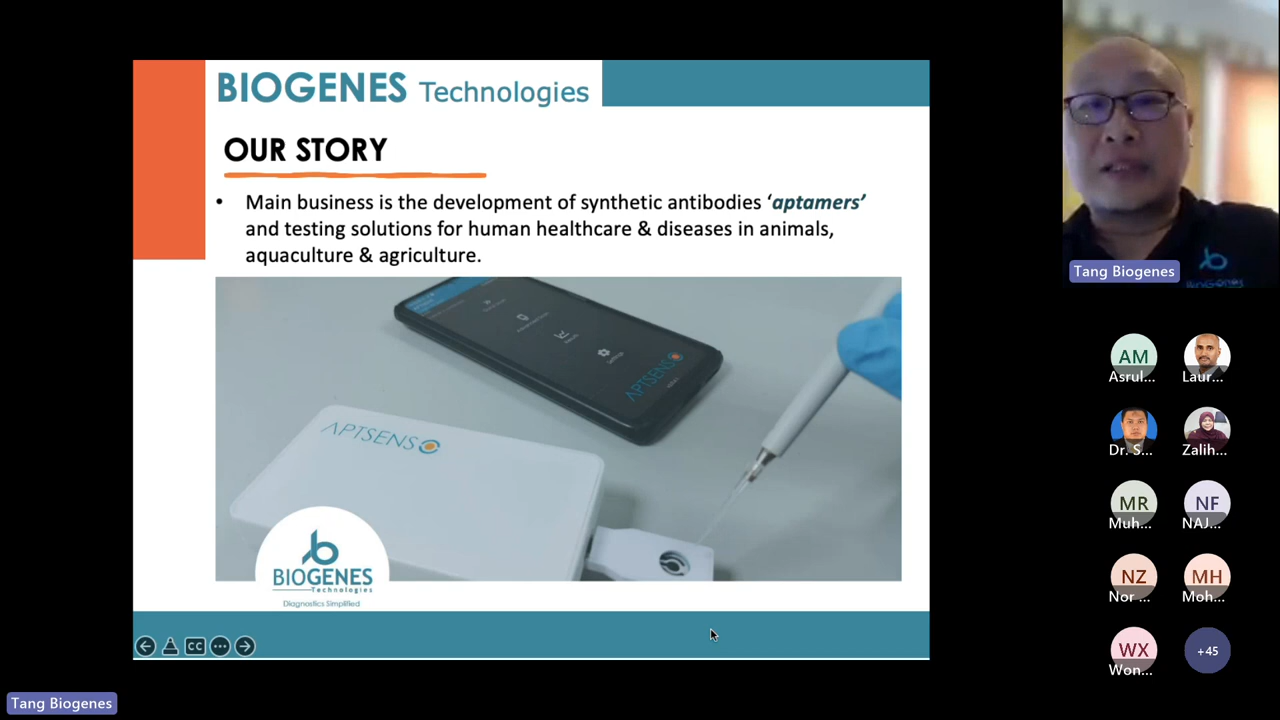 BIOGENES Technologies
OUR STORY
• Main business is the development of synthetic antibodies ‘aptamers’
and testing solutions for human healthcare & diseases in animals,
aquaculture & agriculture.
Settings
APTSENS
APTSENS
BIOGENES
Technologies
Diagnostics Simplified
CC
Tang Biogenes
BIOGENES
AM
Asrul...
Laur...
Dr. S...
Zalih...
MR
Muh...
NF
NAJ...
NZ
Nor ...
MH
Moh...
WX
Won...
+45
Tang Biogenes